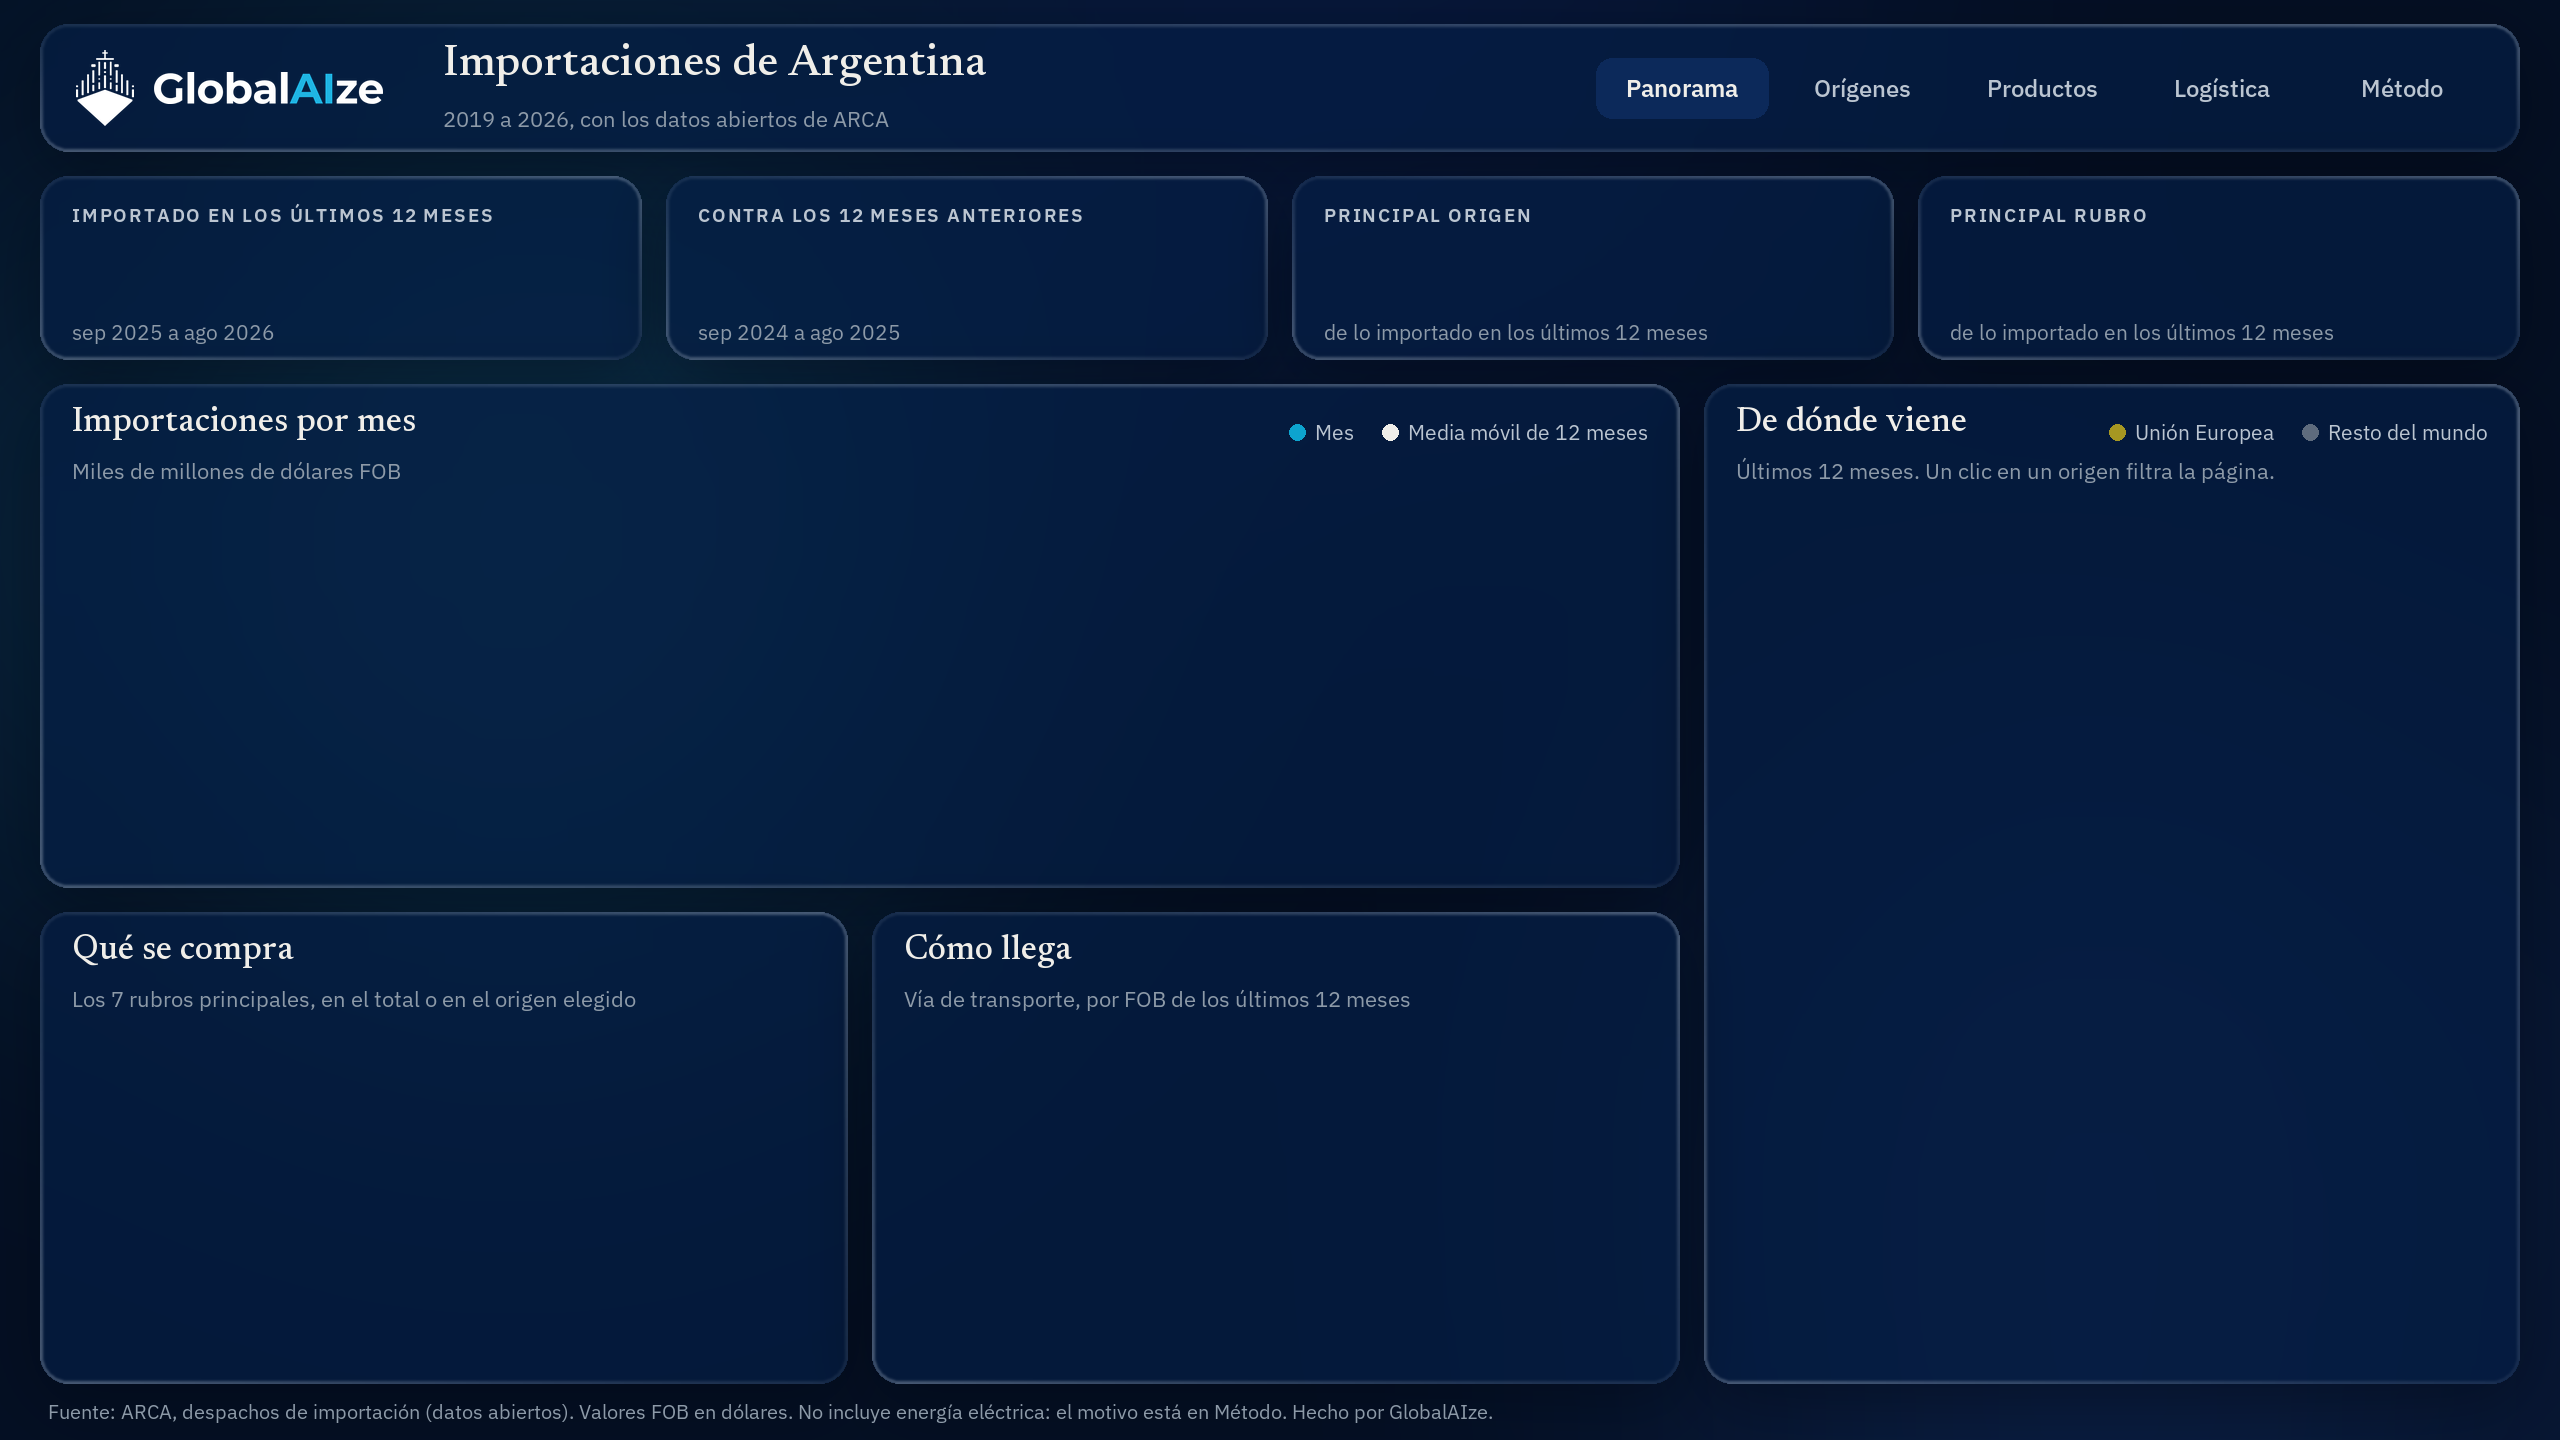 GlobalAIze
Importaciones de Argentina
2019 a 2026, con los datos abiertos de ARCA
Panorama
Orígenes
Productos
Logística
Método
IMPORTADO EN LOS ÚLTIMOS 12 MESES
sep 2025 a ago 2026
CONTRA LOS 12 MESES ANTERIORES
sep 2024 a ago 2025
PRINCIPAL ORIGEN
de lo importado en los últimos 12 meses
PRINCIPAL RUBRO
de lo importado en los últimos 12 meses
Importaciones por mes
Miles de millones de dólares FOB
Mes
Media móvil de 12 meses
De dónde viene
Unión Europea
Resto del mundo
Últimos 12 meses. Un clic en un origen filtra la página.
Qué se compra
Los 7 rubros principales, en el total o en el origen elegido
Cómo llega
Vía de transporte, por FOB de los últimos 12 meses
Fuente: ARCA, despachos de importación (datos abiertos). Valores FOB en dólares. No incluye energía eléctrica: el motivo está en Método. Hecho por GlobalAIze.